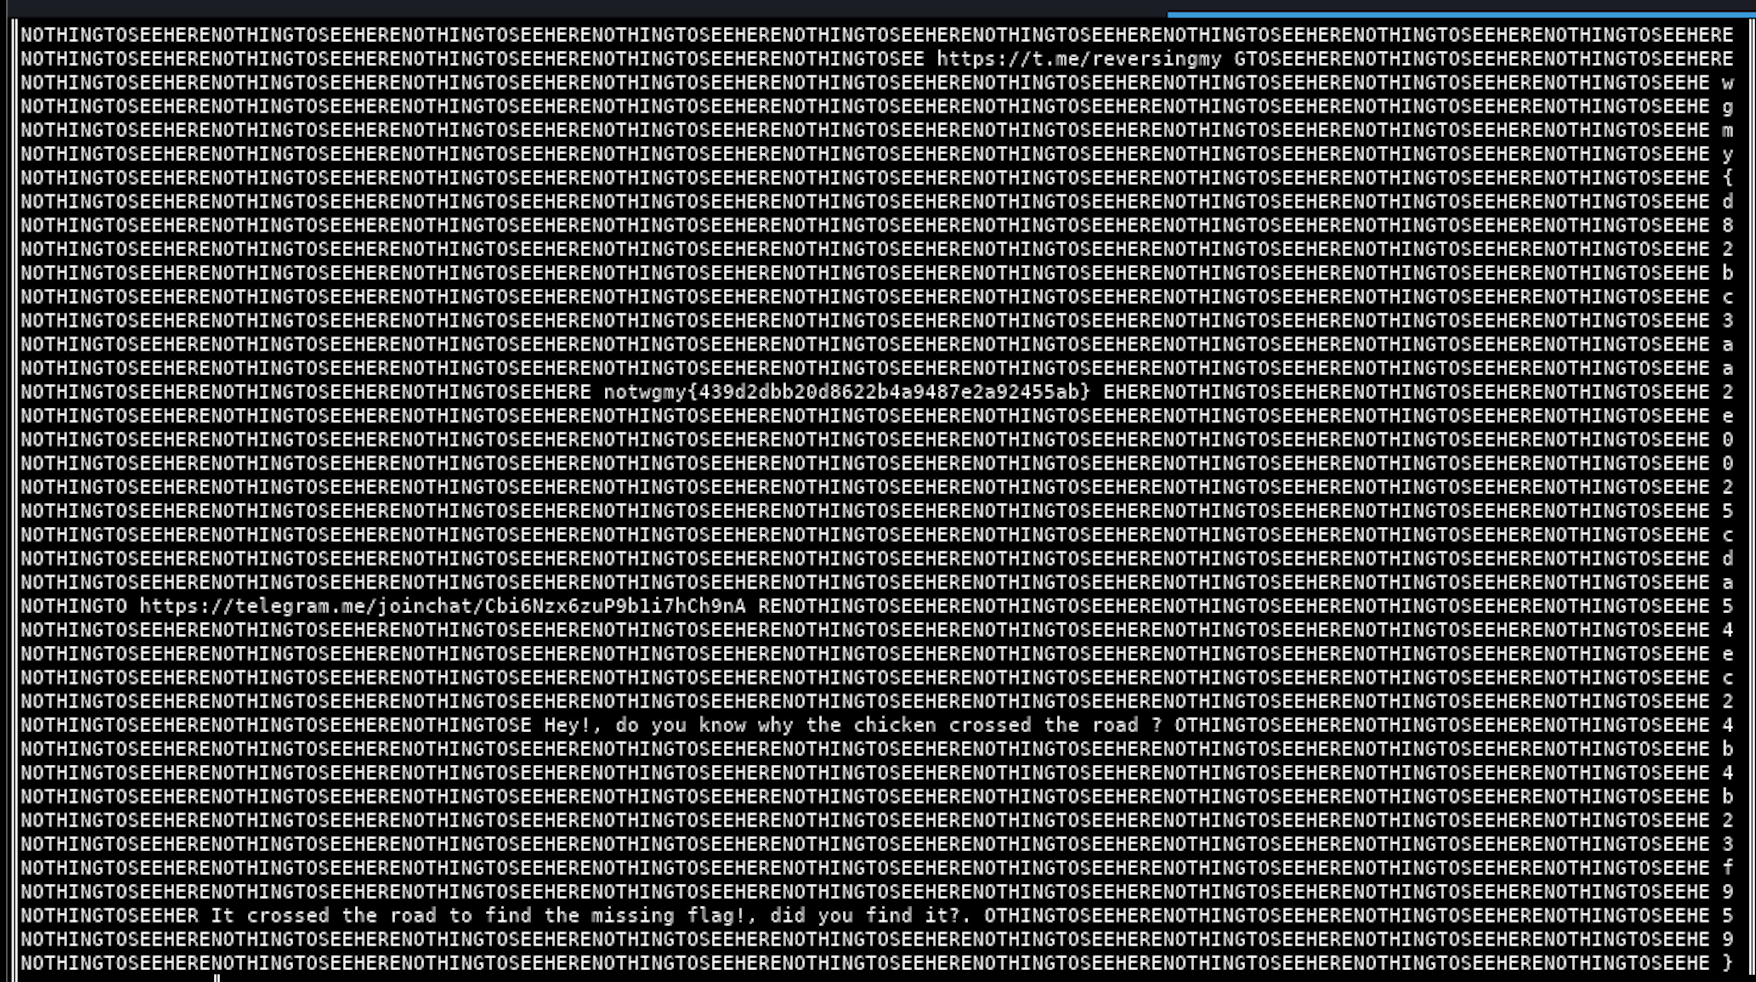 NOTHINGTOSEEHERENOTHINGTOSEEHERENOTHINGTOSEEHERENOTHINGTOSEEHERENOTHINGTOSEEHERENOTHINGTOSEEHERENOTHINGTOSEEHERENOTHINGTOSEEHERENOTHINGTOSEEHERE
NOTHINGTOSEEHERENOTHINGTOSEEHERENOTHINGTOSEEHERENOTHINGTOSEEHERENOTHINGTOSEE https://t.me/reversingmy GTOSEEHERENOTHINGTOSEEHERENOTHINGTOSEEHERE
NOTHINGTOSEEHERENOTHINGTOSEEHERENOTHINGTOSEEHERENOTHINGTOSEEHERENOTHINGTOSEEHERENOTHINGTOSEEHERENOTHINGTOSEEHERENOTHINGTOSEEHERENOTHINGTOSEEHE w
NOTHINGTOSEEHERENOTHINGTOSEEHERENOTHINGTOSEEHERENOTHINGTOSEEHERENOTHINGTOSEEHERENOTHINGTOSEEHERENOTHINGTOSEEHERENOTHINGTOSEEHERENOTHINGTOSEEHE g
NOTHINGTOSEEHERENOTHINGTOSEEHERENOTHINGTOSEEHERENOTHINGTOSEEHERENOTHINGTOSEEHERENOTHINGTOSEEHERENOTHINGTOSEEHERENOTHINGTOSEEHERENOTHINGTOSEEHE m
NOTHINGTOSEEHERENOTHINGTOSEEHERENOTHINGTOSEEHERENOTHINGTOSEEHERENOTHINGTOSEEHERENOTHINGTOSEEHERENOTHINGTOSEEHERENOTHINGTOSEEHERENOTHINGTOSEEHE y
NOTHINGTOSEEHERENOTHINGTOSEEHERENOTHINGTOSEEHERENOTHINGTOSEEHERENOTHINGTOSEEHERENOTHINGTOSEEHERENOTHINGTOSEEHERENOTHINGTOSEEHERENOTHINGTOSEEHE {
NOTHINGTOSEEHERENOTHINGTOSEEHERENOTHINGTOSEEHERENOTHINGTOSEEHERENOTHINGTOSEEHERENOTHINGTOSEEHERENOTHINGTOSEEHERENOTHINGTOSEEHERENOTHINGTOSEEHE d
NOTHINGTOSEEHERENOTHINGTOSEEHERENOTHINGTOSEEHERENOTHINGTOSEEHERENOTHINGTOSEEHERENOTHINGTOSEEHERENOTHINGTOSEEHERENOTHINGTOSEEHERENOTHINGTOSEEHE 8
NOTHINGTOSEEHERENOTHINGTOSEEHERENOTHINGTOSEEHERENOTHINGTOSEEHERENOTHINGTOSEEHERENOTHINGTOSEEHERENOTHINGTOSEEHERENOTHINGTOSEEHERENOTHINGTOSEEHE 2
NOTHINGTOSEEHERENOTHINGTOSEEHERENOTHINGTOSEEHERENOTHINGTOSEEHERENOTHINGTOSEEHERENOTHINGTOSEEHERENOTHINGTOSEEHERENOTHINGTOSEEHERENOTHINGTOSEEHE b
NOTHINGTOSEEHERENOTHINGTOSEEHERENOTHINGTOSEEHERENOTHINGTOSEEHERENOTHINGTOSEEHERENOTHINGTOSEEHERENOTHINGTOSEEHERENOTHINGTOSEEHERENOTHINGTOSEEHE c
NOTHINGTOSEEHERENOTHINGTOSEEHERENOTHINGTOSEEHERENOTHINGTOSEEHERENOTHINGTOSEEHERENOTHINGTOSEEHERENOTHINGTOSEEHERENOTHINGTOSEEHERENOTHINGTOSEEHE 3
NOTHINGTOSEEHERENOTHINGTOSEEHERENOTHINGTOSEEHERENOTHINGTOSEEHERENOTHINGTOSEEHERENOTHINGTOSEEHERENOTHINGTOSEEHERENOTHINGTOSEEHERENOTHINGTOSEEHE a
NOTHINGTOSEEHERENOTHINGTOSEEHERENOTHINGTOSEEHERENOTHINGTOSEEHERENOTHINGTOSEEHERENOTHINGTOSEEHERENOTHINGTOSEEHERENOTHINGTOSEEHERENOTHINGTOSEEHE a
NOTHINGTOSEEHERENOTHINGTOSEEHERENOTHINGTOSEEHERE notwgmy{439d2dbb20d8622b4a9487e2a92455ab} EHERENOTHINGTOSEEHERENOTHINGTOSEEHERENOTHINGTOSEEHE 2
NOTHINGTOSEEHERENOTHINGTOSEEHERENOTHINGTOSEEHERENOTHINGTOSEEHERENOTHINGTOSEEHERENOTHINGTOSEEHERENOTHINGTOSEEHERENOTHINGTOSEEHERENOTHINGTOSEEHE e
NOTHINGTOSEEHERENOTHINGTOSEEHERENOTHINGTOSEEHERENOTHINGTOSEEHERENOTHINGTOSEEHERENOTHINGTOSEEHERENOTHINGTOSEEHERENOTHINGTOSEEHERENOTHINGTOSEEHE 0
NOTHINGTOSEEHERENOTHINGTOSEEHERENOTHINGTOSEEHERENOTHINGTOSEEHERENOTHINGTOSEEHERENOTHINGTOSEEHERENOTHINGTOSEEHERENOTHINGTOSEEHERENOTHINGTOSEEHE 0
NOTHINGTOSEEHERENOTHINGTOSEEHERENOTHINGTOSEEHERENOTHINGTOSEEHERENOTHINGTOSEEHERENOTHINGTOSEEHERENOTHINGTOSEEHERENOTHINGTOSEEHERENOTHINGTOSEEHE 2
NOTHINGTOSEEHERENOTHINGTOSEEHERENOTHINGTOSEEHERENOTHINGTOSEEHERENOTHINGTOSEEHERENOTHINGTOSEEHERENOTHINGTOSEEHERENOTHINGTOSEEHERENOTHINGTOSEEHE 5
NOTHINGTOSEEHERENOTHINGTOSEEHERENOTHINGTOSEEHERENOTHINGTOSEEHERENOTHINGTOSEEHERENOTHINGTOSEEHERENOTHINGTOSEEHERENOTHINGTOSEEHERENOTHINGTOSEEHE c
NOTHINGTOSEEHERENOTHINGTOSEEHERENOTHINGTOSEEHERENOTHINGTOSEEHERENOTHINGTOSEEHERENOTHINGTOSEEHERENOTHINGTOSEEHERENOTHINGTOSEEHERENOTHINGTOSEEHE d
NOTHINGTOSEEHERENOTHINGTOSEEHERENOTHINGTOSEEHERENOTHINGTOSEEHERENOTHINGTOSEEHERENOTHINGTOSEEHERENOTHINGTOSEEHERENOTHINGTOSEEHERENOTHINGTOSEEHE a
NOTHINGTO https://telegram.me/joinchat/Cbi6Nzx6zuP9b1i7hCh9nA RENOTHINGTOSEEHERENOTHINGTOSEEHERENOTHINGTOSEEHERENOTHINGTOSEEHERENOTHINGTOSEEHE 5
NOTHINGTOSEEHERENOTHINGTOSEEHERENOTHINGTOSEEHERENOTHINGTOSEEHERENOTHINGTOSEEHERENOTHINGTOSEEHERENOTHINGTOSEEHERENOTHINGTOSEEHERENOTHINGTOSEEHE 4
NOTHINGTOSEEHERENOTHINGTOSEEHERENOTHINGTOSEEHERENOTHINGTOSEEHERENOTHINGTOSEEHERENOTHINGTOSEEHERENOTHINGTOSEEHERENOTHINGTOSEEHERENOTHINGTOSEEHE e
NOTHINGTOSEEHERENOTHINGTOSEEHERENOTHINGTOSEEHERENOTHINGTOSEEHERENOTHINGTOSEEHERENOTHINGTOSEEHERENOTHINGTOSEEHERENOTHINGTOSEEHERENOTHINGTOSEEHE c
NOTHINGTOSEEHERENOTHINGTOSEEHERENOTHINGTOSEEHERENOTHINGTOSEEHERENOTHINGTOSEEHERENOTHINGTOSEEHERENOTHINGTOSEEHERENOTHINGTOSEEHERENOTHINGTOSEEHE 2
NOTHINGTOSEEHERENOTHINGTOSEEHERENOTHINGTOSE Hey!, do you know why the chicken crossed the road ? OTHINGTOSEEHERENOTHINGTOSEEHERENOTHINGTOSEEHE 4
NOTHINGTOSEEHERENOTHINGTOSEEHERENOTHINGTOSEEHERENOTHINGTOSEEHERENOTHINGTOSEEHERENOTHINGTOSEEHERENOTHINGTOSEEHERENOTHINGTOSEEHERENOTHINGTOSEEHE b
NOTHINGTOSEEHERENOTHINGTOSEEHERENOTHINGTOSEEHERENOTHINGTOSEEHERENOTHINGTOSEEHERENOTHINGTOSEEHERENOTHINGTOSEEHERENOTHINGTOSEEHERENOTHINGTOSEEHE 4
NOTHINGTOSEEHERENOTHINGTOSEEHERENOTHINGTOSEEHERENOTHINGTOSEEHERENOTHINGTOSEEHERENOTHINGTOSEEHERENOTHINGTOSEEHERENOTHINGTOSEEHERENOTHINGTOSEEHE b
NOTHINGTOSEEHERENOTHINGTOSEEHERENOTHINGTOSEEHERENOTHINGTOSEEHERENOTHINGTOSEEHERENOTHINGTOSEEHERENOTHINGTOSEEHERENOTHINGTOSEEHERENOTHINGTOSEEHE 2
NOTHINGTOSEEHERENOTHINGTOSEEHERENOTHINGTOSEEHERENOTHINGTOSEEHERENOTHINGTOSEEHERENOTHINGTOSEEHERENOTHINGTOSEEHERENOTHINGTOSEEHERENOTHINGTOSEEHE 3
NOTHINGTOSEEHERENOTHINGTOSEEHERENOTHINGTOSEEHERENOTHINGTOSEEHERENOTHINGTOSEEHERENOTHINGTOSEEHERENOTHINGTOSEEHERENOTHINGTOSEEHERENOTHINGTOSEEHE f
NOTHINGTOSEEHERENOTHINGTOSEEHERENOTHINGTOSEEHERENOTHINGTOSEEHERENOTHINGTOSEEHERENOTHINGTOSEEHERENOTHINGTOSEEHERENOTHINGTOSEEHERENOTHINGTOSEEHE 9
NOTHINGTOSEEHER It crossed the road to find the missing flag!, did you find it?. OTHINGTOSEEHERENOTHINGTOSEEHERENOTHINGTOSEEHERENOTHINGTOSEEHE 5
NOTHINGTOSEEHERENOTHINGTOSEEHERENOTHINGTOSEEHERENOTHINGTOSEEHERENOTHINGTOSEEHERENOTHINGTOSEEHERENOTHINGTOSEEHERENOTHINGTOSEEHERENOTHINGTOSEEHE 9
NOTHINGTOSEEHERENOTHINGTOSEEHERENOTHINGTOSEEHERENOTHINGTOSEEHERENOTHINGTOSEEHERENOTHINGTOSEEHERENOTHINGTOSEEHERENOTHINGTOSEEHERENOTHINGTOSEEHE }